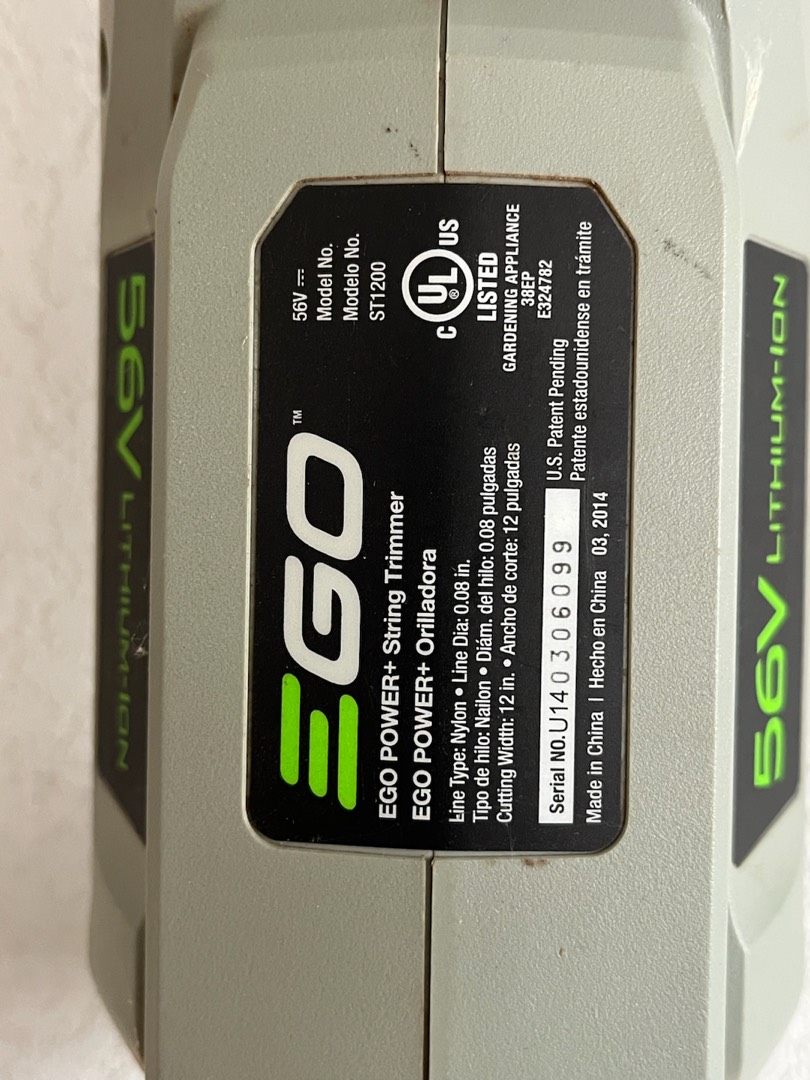 56V LITHIUM-ION
EGO™
56V ⎓
Model No.
Modelo No.
ST1200
EGO POWER+ String Trimmer
EGO POWER+ Orilladora
C UL® US
LISTED
GARDENING APPLIANCE
38EP
E324782
Line Type: Nylon • Line Dia: 0.08 in.
Tipo de hilo: Nailon • Diám. del hilo: 0.08 pulgadas
Cutting Width: 12 in. • Ancho de corte: 12 pulgadas
Serial NO. U140306099
U.S. Patent Pending
Patente estadounidense en trámite
Made in China | Hecho en China 03, 2014
56V LITHIUM-ION